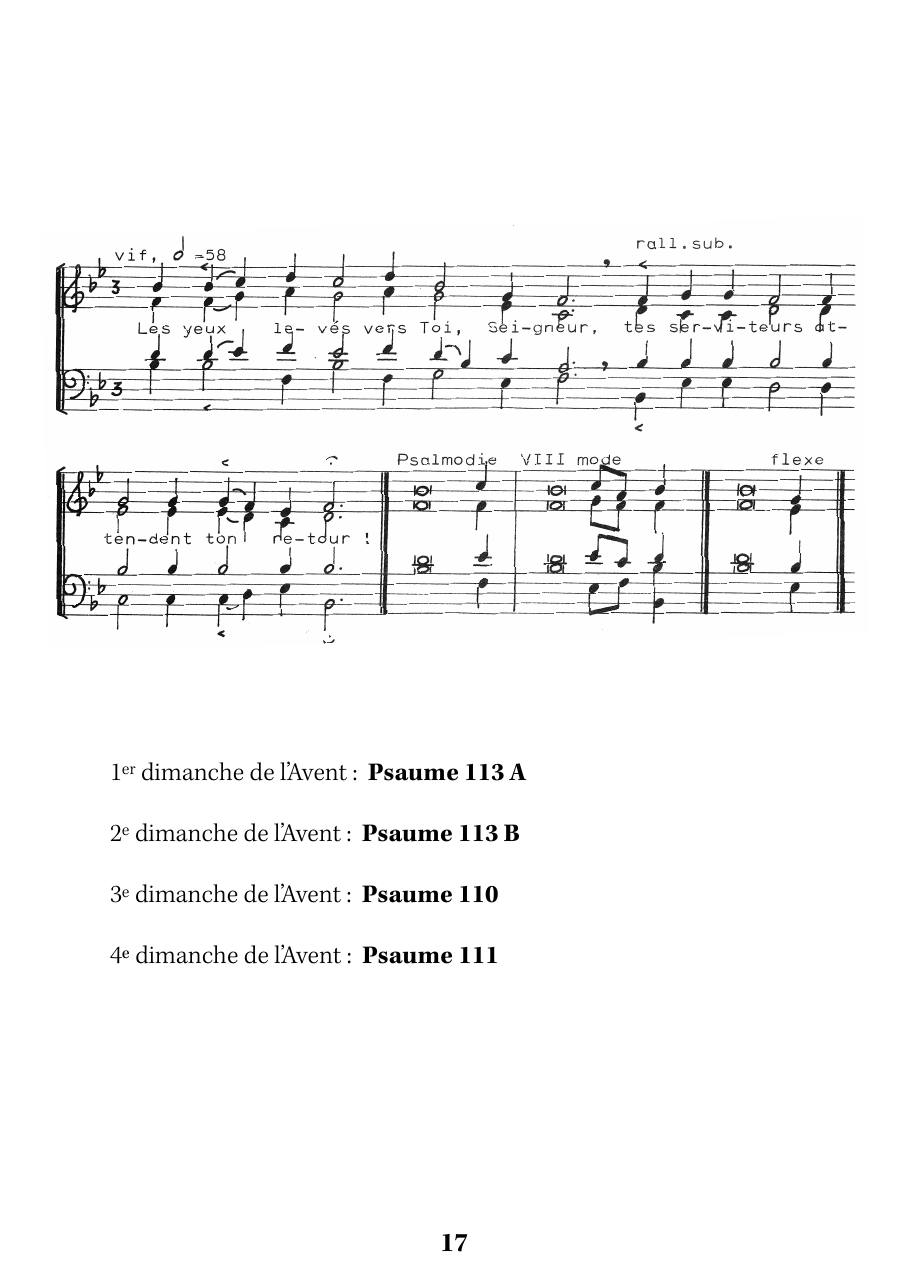 vif, =58
rall.sub.
3
Les yeux le- vés vers Toi, Sei-gneur, tes ser-vi-teurs at-
3
Psalmodie VIII mode flexe
ten-dent ton re-tour !
1er dimanche de l’Avent : Psaume 113 A
2e dimanche de l’Avent : Psaume 113 B
3e dimanche de l’Avent : Psaume 110
4e dimanche de l’Avent : Psaume 111
17